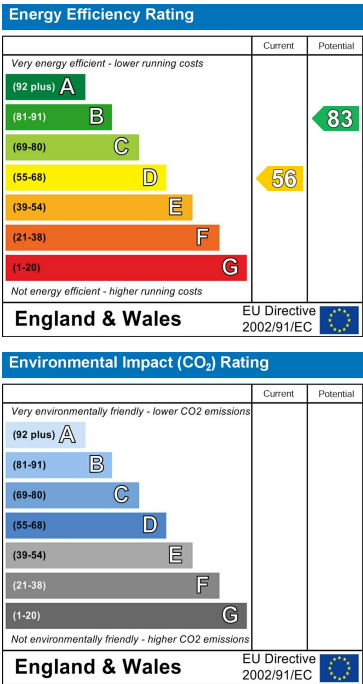 Energy Efficiency Rating
Current Potential
Very energy efficient - lower running costs
(92 plus) A
(81-91) B
83
(69-80) C
(55-68) D
56
(39-54) E
(21-38) F
(1-20) G
Not energy efficient - higher running costs
England & Wales
EU Directive
2002/91/EC
Environmental Impact (CO₂) Rating
Current Potential
Very environmentally friendly - lower CO2 emissions
(92 plus) A
(81-91) B
(69-80) C
(55-68) D
(39-54) E
(21-38) F
(1-20) G
Not environmentally friendly - higher CO2 emissions
England & Wales
EU Directive
2002/91/EC